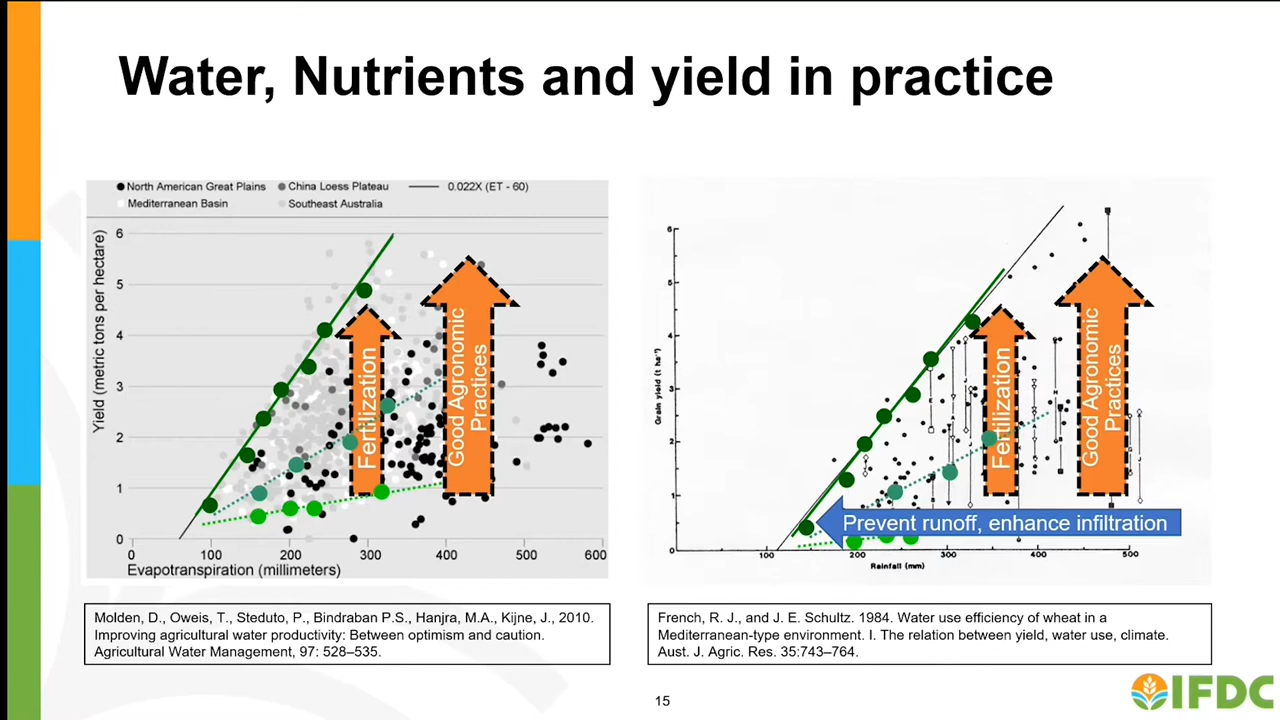 Water, Nutrients and yield in practice
North American Great Plains
China Loess Plateau
0.022X (ET - 60)
Mediterranean Basin
Southeast Australia
Yield (metric tons per hectare)
6
5
4
3
2
1
0
100
200
300
400
500
600
Evapotranspiration (millimeters)
Fertilization
Good Agronomic
Practices
Grain yield (t ha⁻¹)
6
5
4
3
2
1
0
100
200
300
400
500
Rainfall (mm)
Fertilization
Good Agronomic
Practices
Prevent runoff, enhance infiltration
Molden, D., Oweis, T., Steduto, P., Bindraban P.S., Hanjra, M.A., Kijne, J., 2010.
Improving agricultural water productivity: Between optimism and caution.
Agricultural Water Management, 97: 528–535.
French, R. J., and J. E. Schultz. 1984. Water use efficiency of wheat in a
Mediterranean-type environment. I. The relation between yield, water use, climate.
Aust. J. Agric. Res. 35:743–764.
15
IFDC